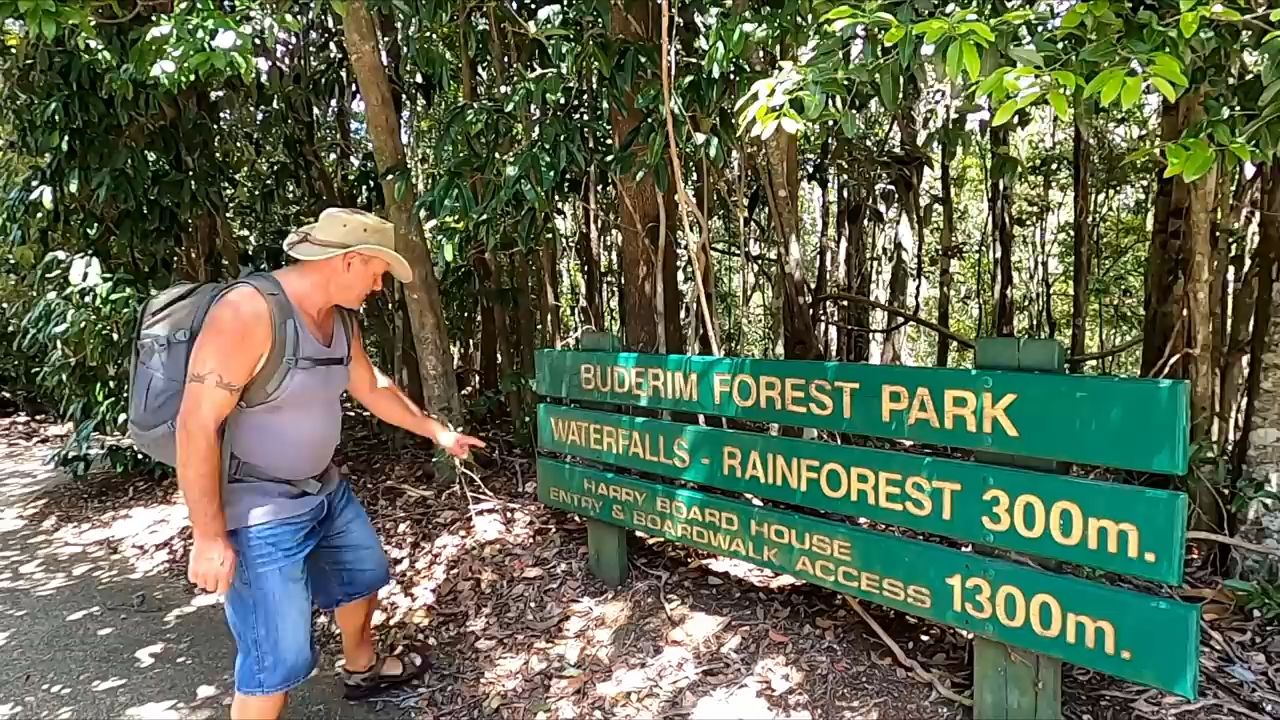 BUDERIM FOREST PARK
WATERFALLS - RAINFOREST 300m.
HARRY BOARD HOUSE
ENTRY & BOARDWALK ACCESS 1300m.